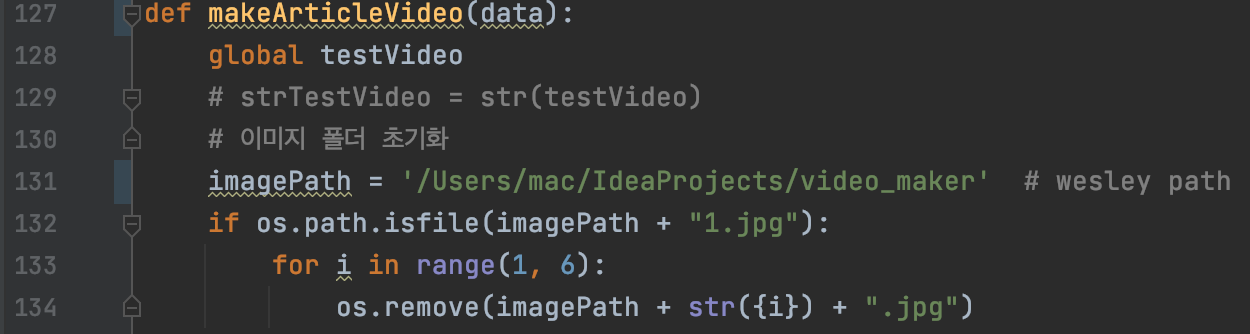 127 def makeArticleVideo(data):
128     global testVideo
129     # strTestVideo = str(testVideo)
130     # 이미지 폴더 초기화
131     imagePath = '/Users/mac/IdeaProjects/video_maker'  # wesley path
132     if os.path.isfile(imagePath + "1.jpg"):
133         for i in range(1, 6):
134             os.remove(imagePath + str({i}) + ".jpg")